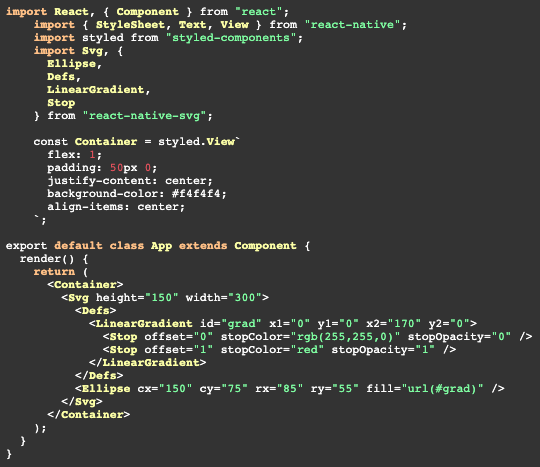 import React, { Component } from "react";
    import { StyleSheet, Text, View } from "react-native";
    import styled from "styled-components";
    import Svg, {
      Ellipse,
      Defs,
      LinearGradient,
      Stop
    } from "react-native-svg";

    const Container = styled.View`
      flex: 1;
      padding: 50px 0;
      justify-content: center;
      background-color: #f4f4f4;
      align-items: center;
    `;

export default class App extends Component {
  render() {
    return (
      <Container>
        <Svg height="150" width="300">
          <Defs>
            <LinearGradient id="grad" x1="0" y1="0" x2="170" y2="0">
              <Stop offset="0" stopColor="rgb(255,255,0)" stopOpacity="0" />
              <Stop offset="1" stopColor="red" stopOpacity="1" />
            </LinearGradient>
          </Defs>
          <Ellipse cx="150" cy="75" rx="85" ry="55" fill="url(#grad)" />
        </Svg>
      </Container>
    );
  }
}